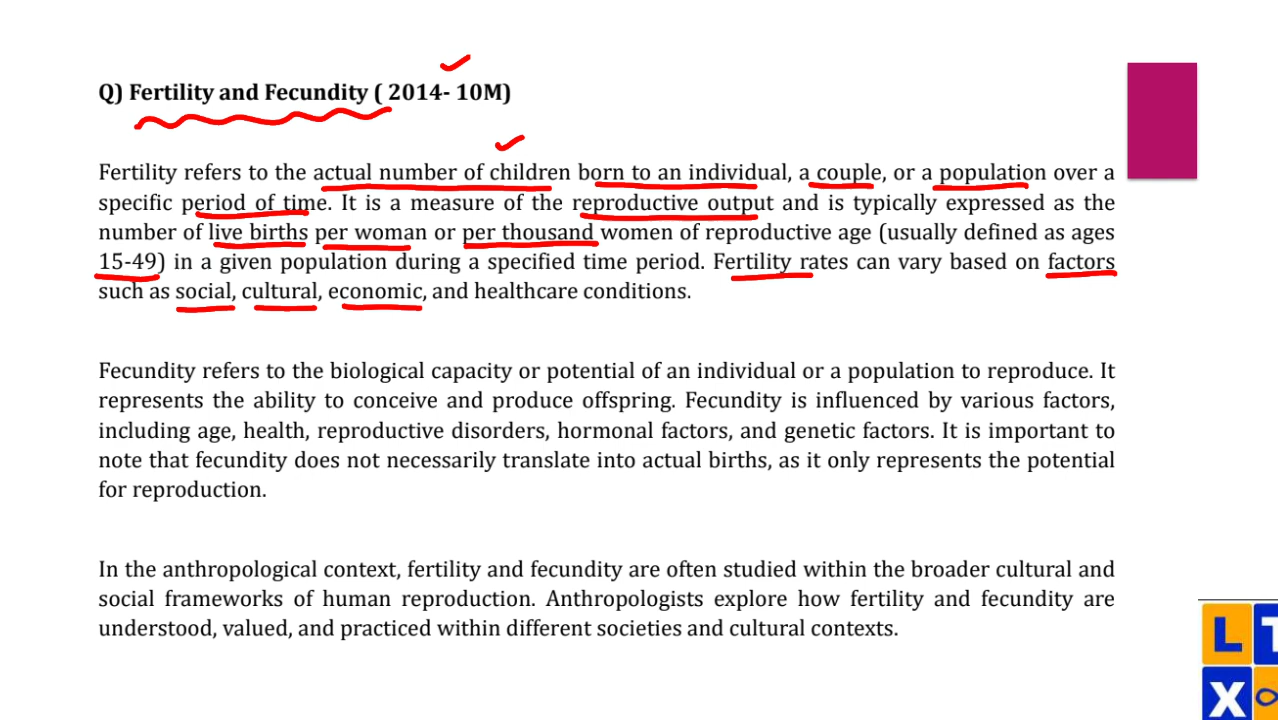 Q) Fertility and Fecundity ( 2014- 10M)
Fertility refers to the actual number of children born to an individual, a couple, or a population over a
specific period of time. It is a measure of the reproductive output and is typically expressed as the
number of live births per woman or per thousand women of reproductive age (usually defined as ages
15-49) in a given population during a specified time period. Fertility rates can vary based on factors
such as social, cultural, economic, and healthcare conditions.
Fecundity refers to the biological capacity or potential of an individual or a population to reproduce. It
represents the ability to conceive and produce offspring. Fecundity is influenced by various factors,
including age, health, reproductive disorders, hormonal factors, and genetic factors. It is important to
note that fecundity does not necessarily translate into actual births, as it only represents the potential
for reproduction.
In the anthropological context, fertility and fecundity are often studied within the broader cultural and
social frameworks of human reproduction. Anthropologists explore how fertility and fecundity are
understood, valued, and practiced within different societies and cultural contexts.
L T
X